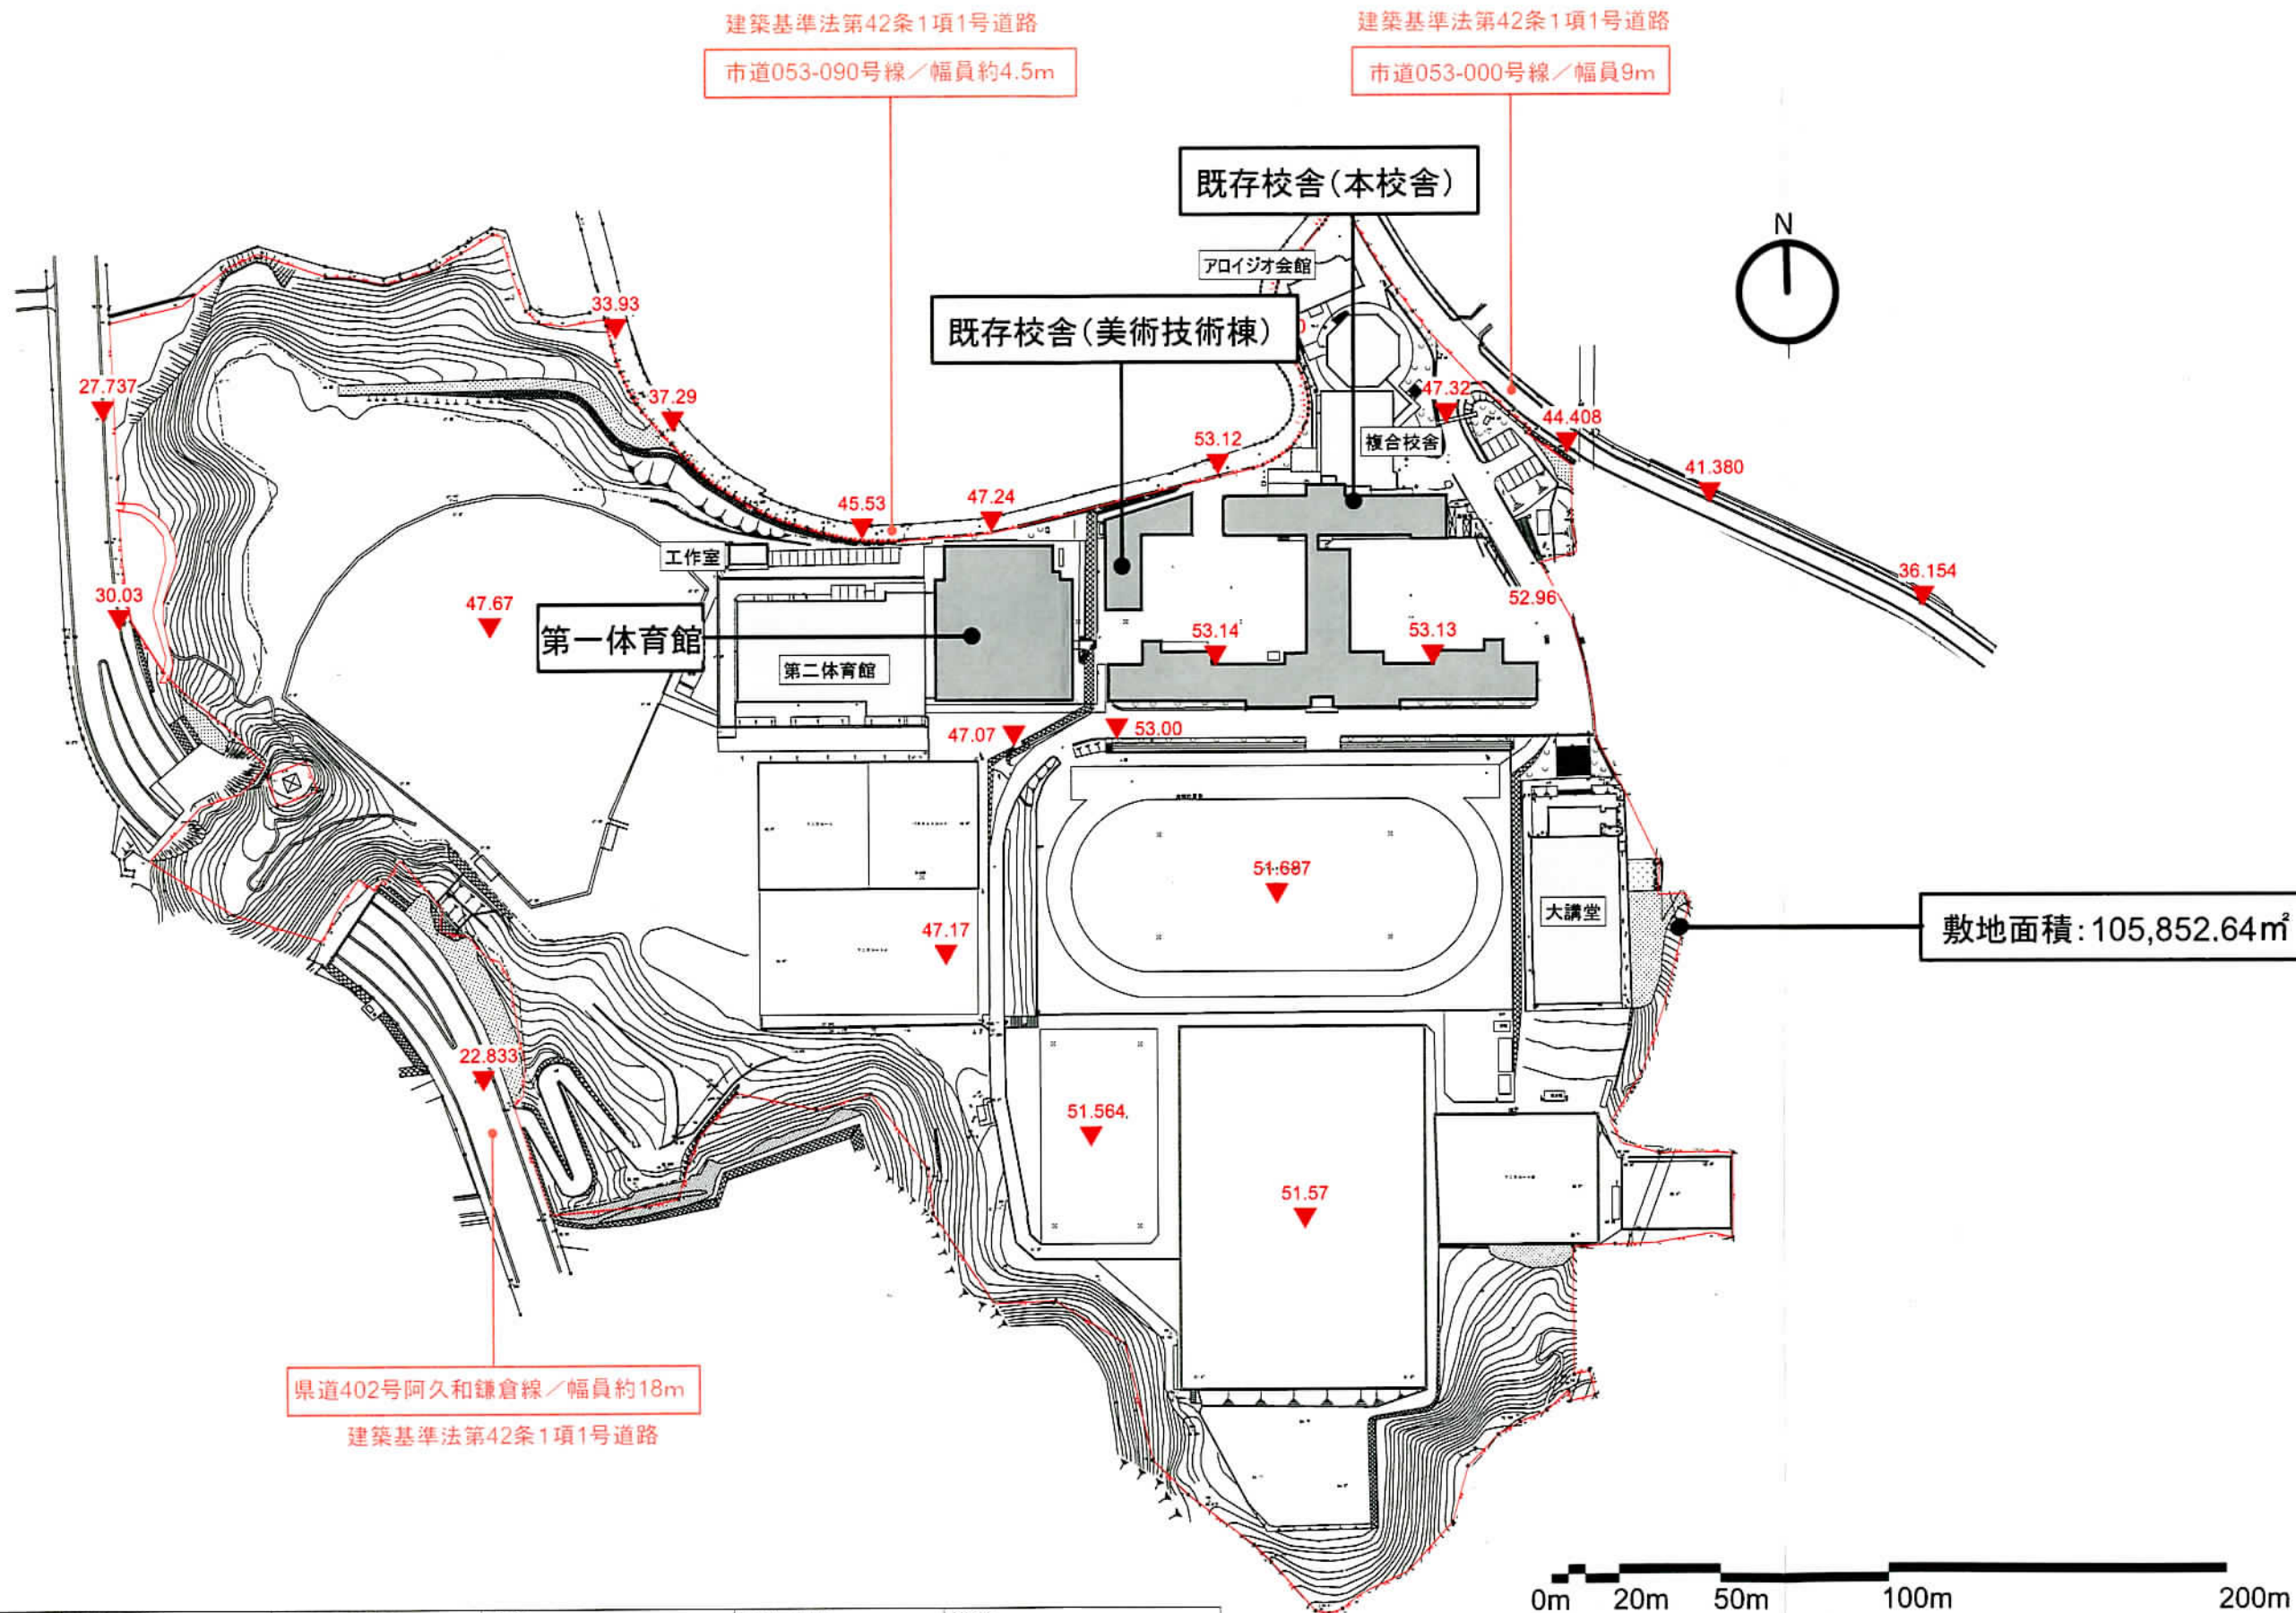 建築基準法第42条1項1号道路
市道053-090号線／幅員約4.5m
建築基準法第42条1項1号道路
市道053-000号線／幅員9m
既存校舎(本校舎)
N
アロイジオ会館
既存校舎(美術技術棟)
33.93
27.737
37.29
47.32
44.408
複合校舎
53.12
41.380
45.53
47.24
工作室
36.154
30.03
47.67
52.96
第一体育館
53.14
53.13
第二体育館
47.07
53.00
51.687
大講堂
敷地面積:105,852.64㎡
47.17
22.833
51.564
51.57
県道402号阿久和鎌倉線／幅員約18m
建築基準法第42条1項1号道路
0m 20m 50m 100m 200m